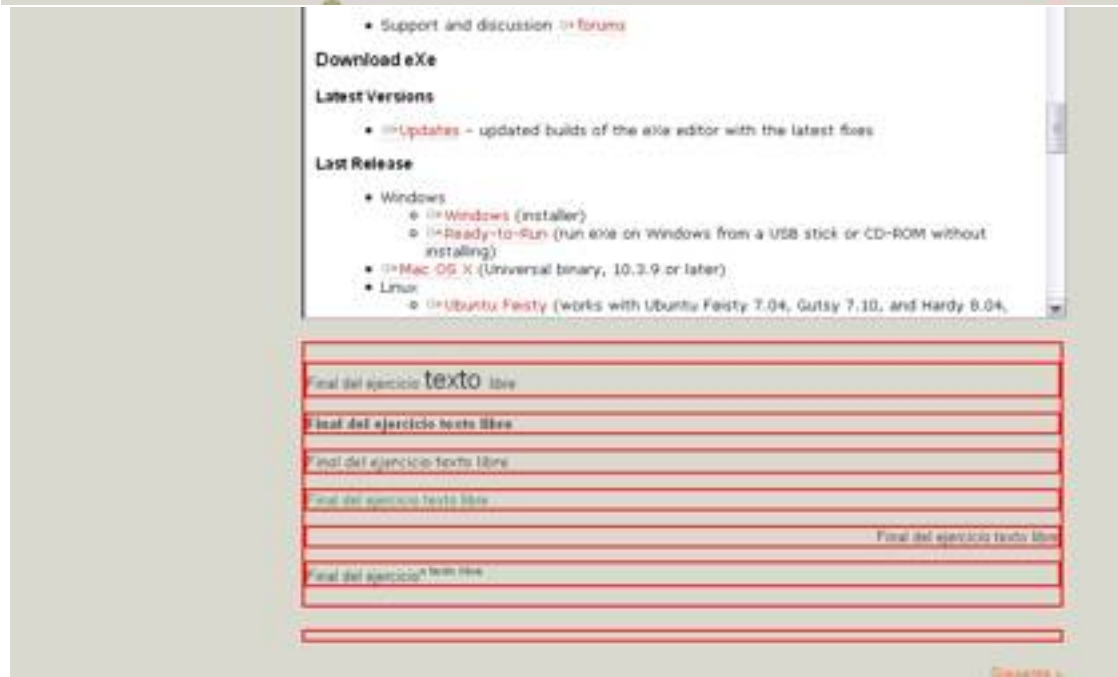 • Support and discussion forums
Download eXe
Latest Versions
• Updates – updated builds of the eXe editor with the latest fixes
Last Release
• Windows
Windows (installer)
Ready-to-Run (run eXe on Windows from a USB stick or CD-ROM without
installing)
• Mac OS X (Universal binary, 10.3.9 or later)
• Linux
Ubuntu Feisty (works with Ubuntu Feisty 7.04, Gutsy 7.10, and Hardy 8.04,
Final del ejercicio texto libre
Final del ejercicio texto libre
Final del ejercicio texto libre
Final del ejercicio texto libre
Final del ejercicio texto libre
Final del ejercicio texto libre
Siguiente »